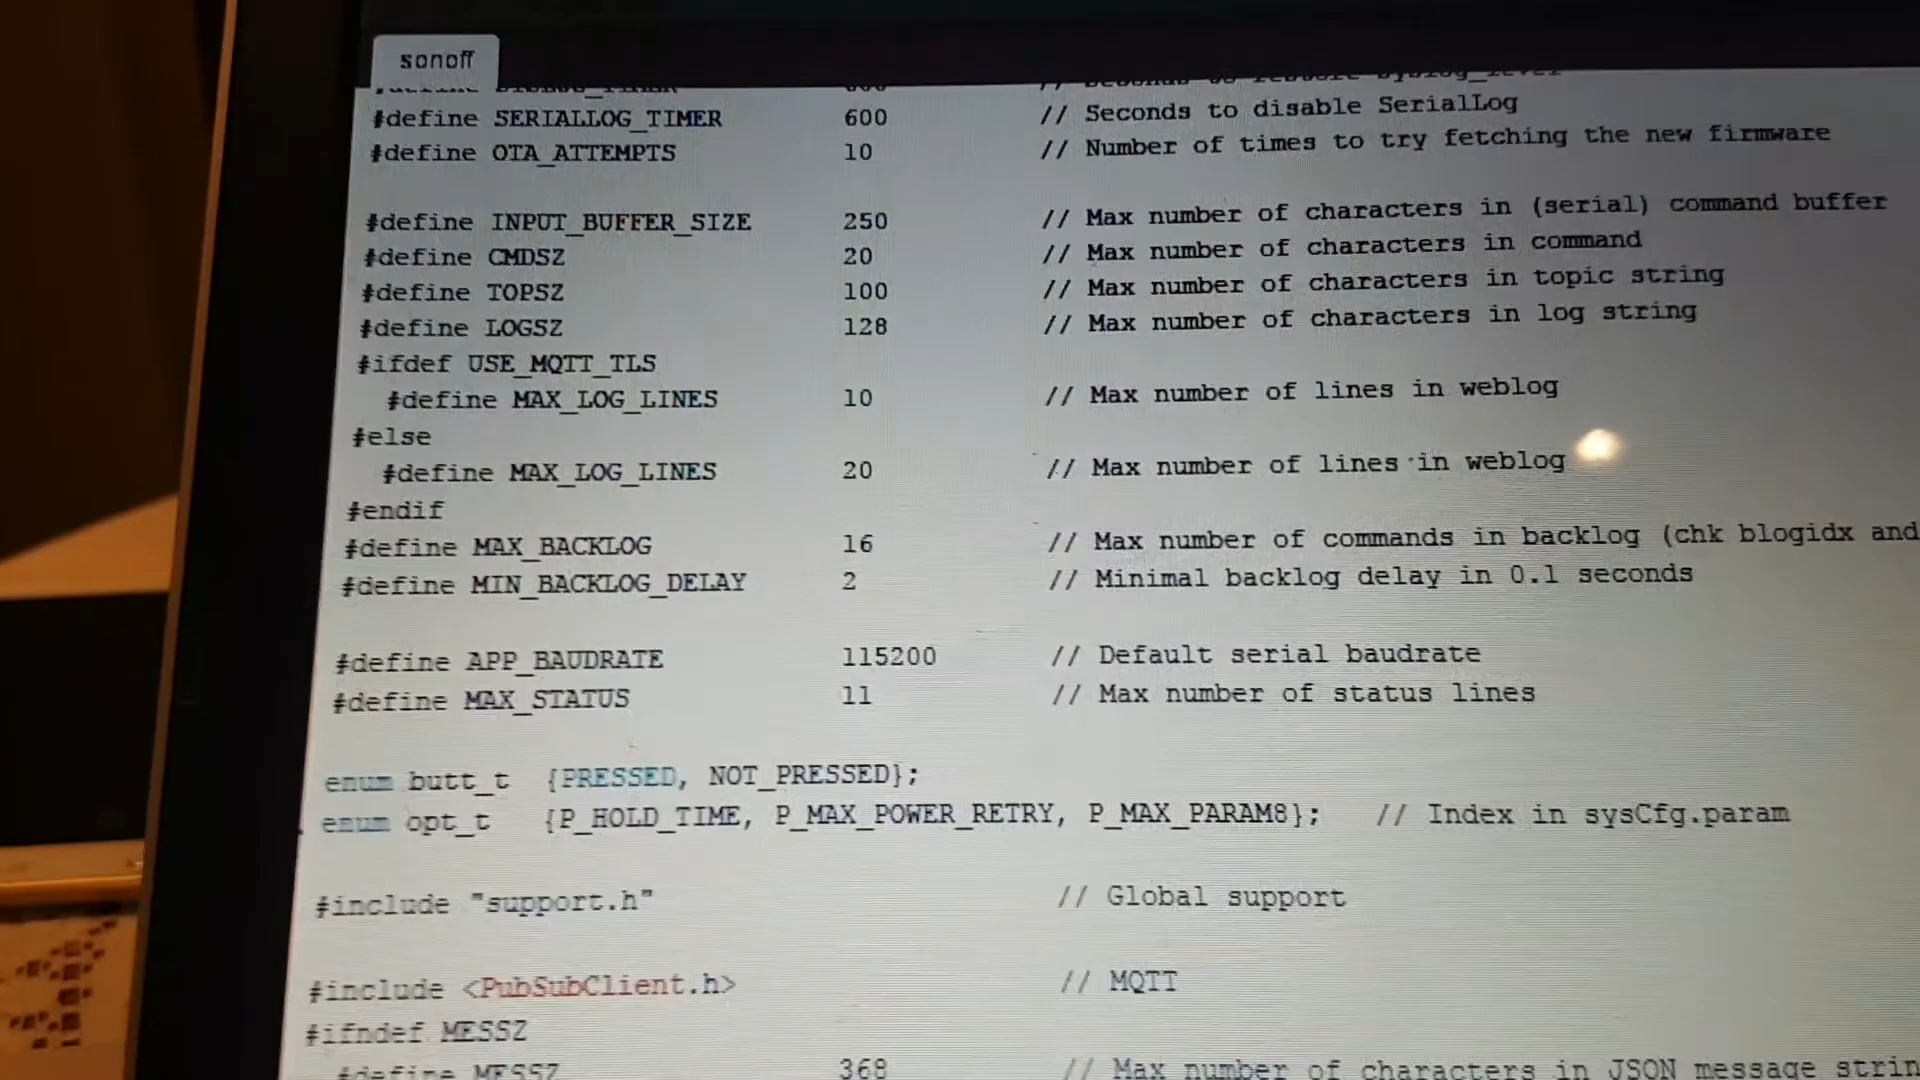 sonoff
#define SERIALLOG_TIMER 600 // Seconds to disable SerialLog
#define OTA_ATTEMPTS 10 // Number of times to try fetching the new firmware
#define INPUT_BUFFER_SIZE 250 // Max number of characters in (serial) command buffer
#define CMDSZ 20 // Max number of characters in command
#define TOPSZ 100 // Max number of characters in topic string
#define LOGSZ 128 // Max number of characters in log string
#ifdef USE_MQTT_TLS
#define MAX_LOG_LINES 10 // Max number of lines in weblog
#else
#define MAX_LOG_LINES 20 // Max number of lines in weblog
#endif
#define MAX_BACKLOG 16 // Max number of commands in backlog (chk blogidx and
#define MIN_BACKLOG_DELAY 2 // Minimal backlog delay in 0.1 seconds
#define APP_BAUDRATE 115200 // Default serial baudrate
#define MAX_STATUS 11 // Max number of status lines
enum butt_t {PRESSED, NOT_PRESSED};
enum opt_t {P_HOLD_TIME, P_MAX_POWER_RETRY, P_MAX_PARAM8}; // Index in sysCfg.param
#include "support.h" // Global support
#include <PubSubClient.h> // MQTT
#ifndef MESSZ
#define MESSZ 368 // Max number of characters in JSON message strin